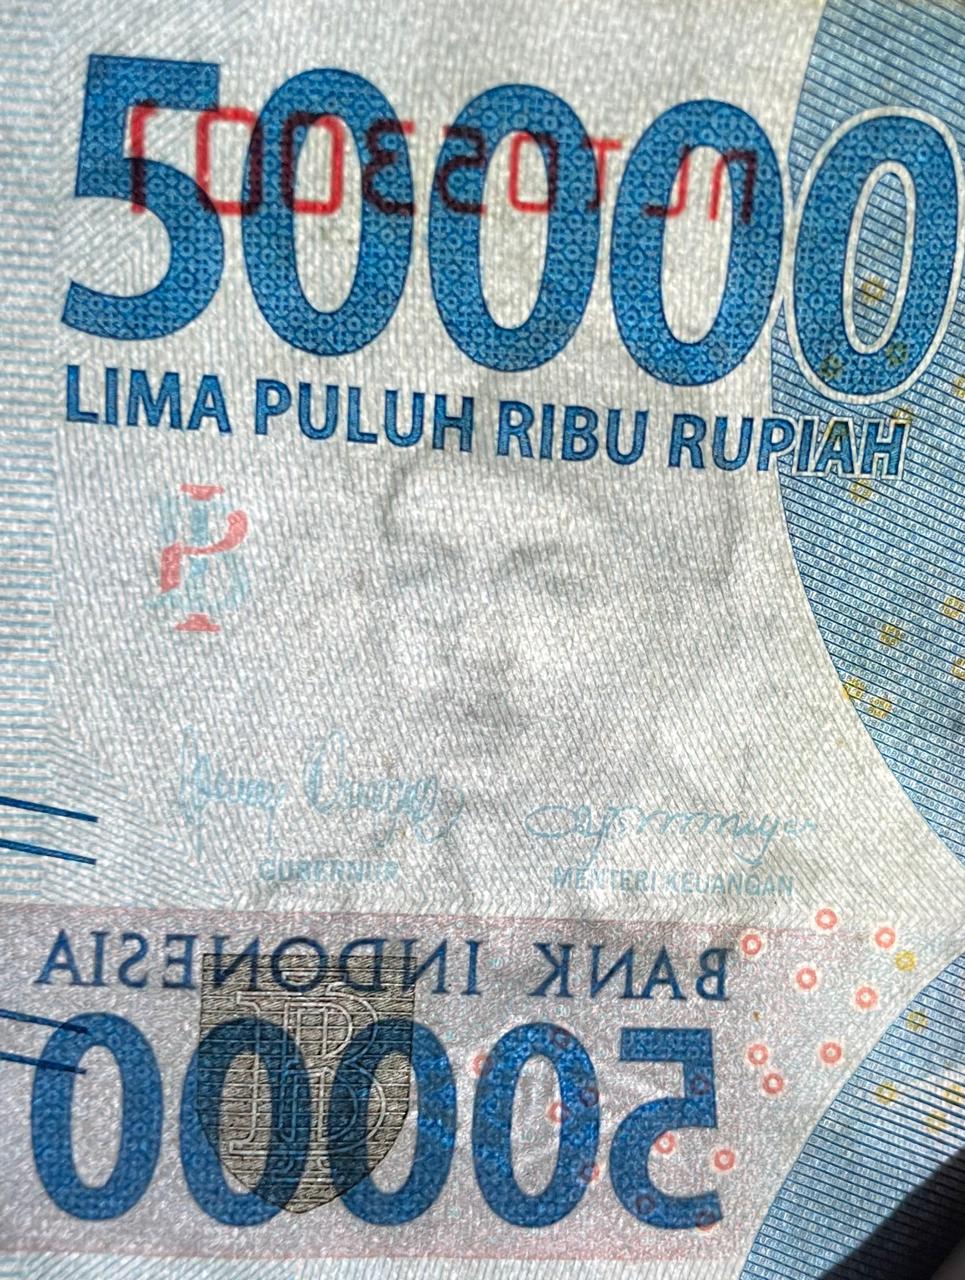 50000
LIMA PULUH RIBU RUPIAH
GUBERNUR
MENTERI KEUANGAN
BANK INDONESIA
50000